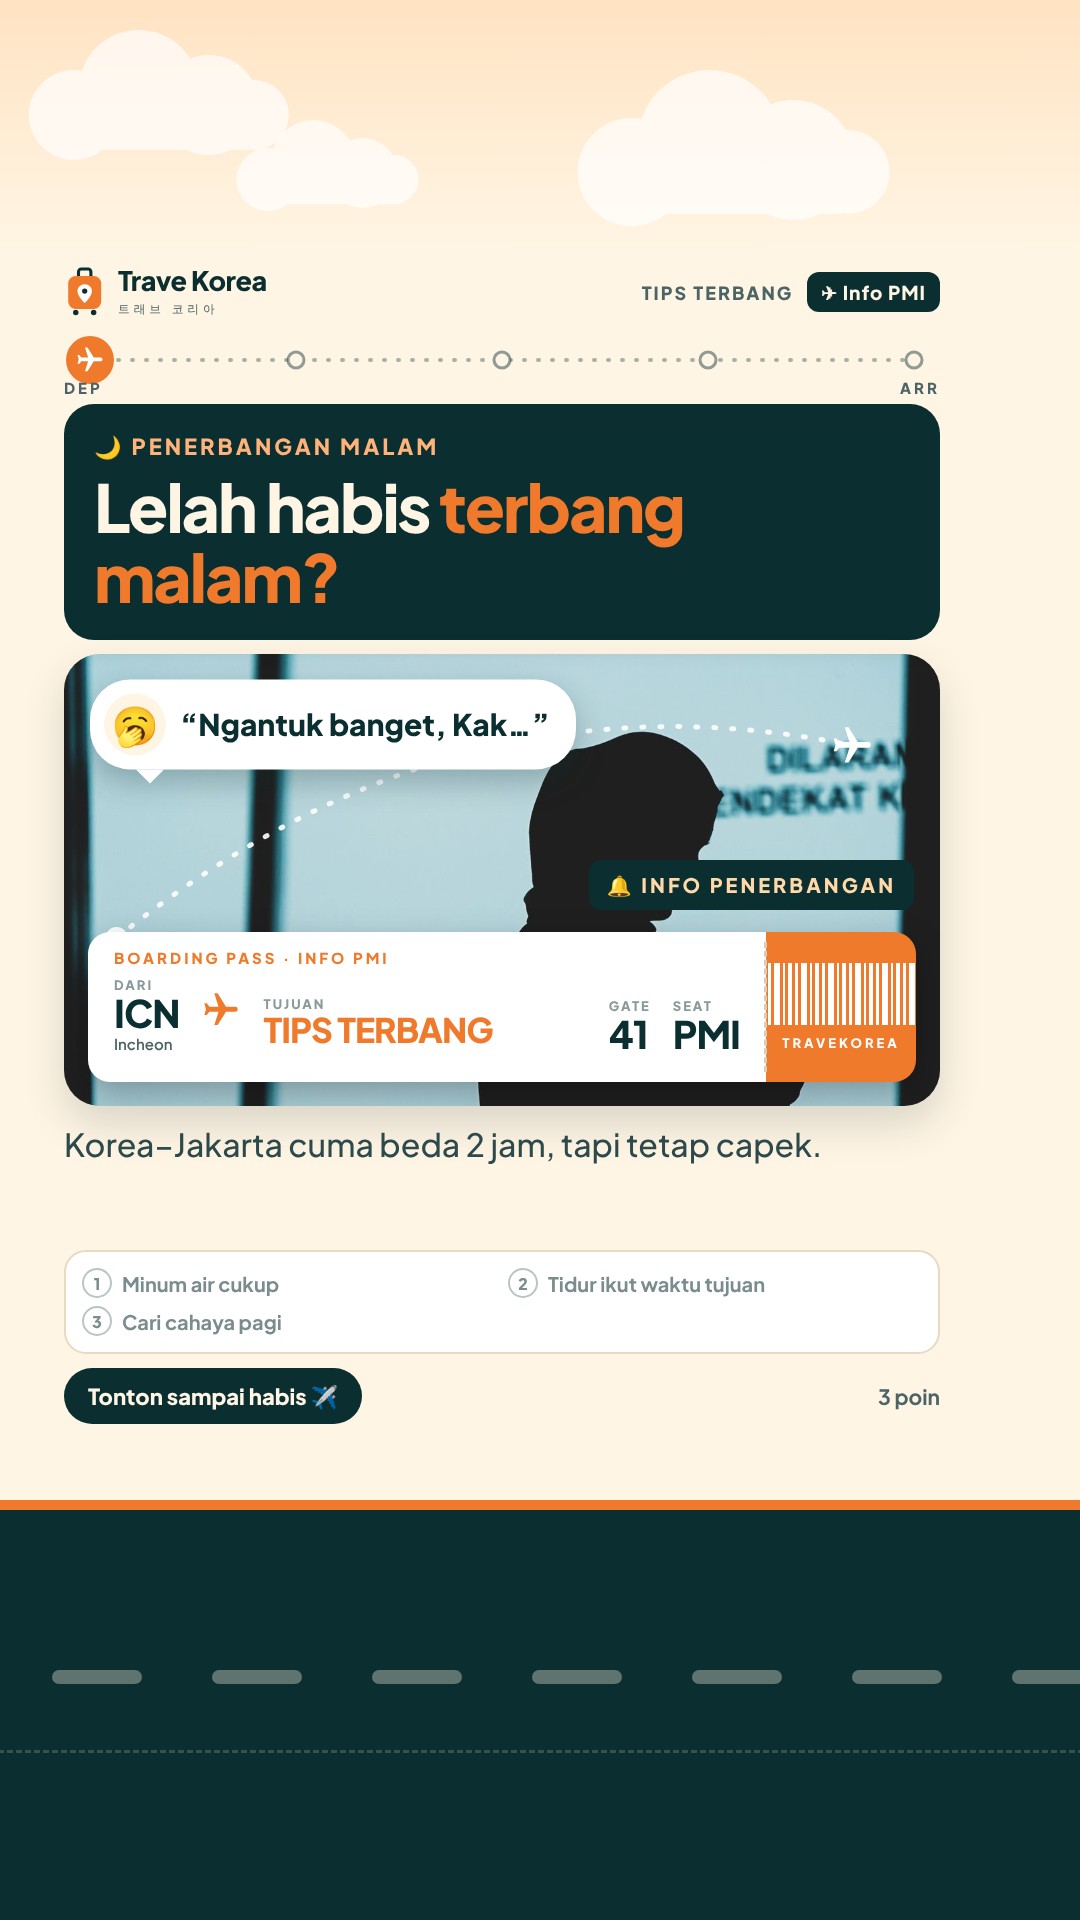 Trave Korea
트래브 코리아
TIPS TERBANG
✈ Info PMI
DEP
ARR
🌙 PENERBANGAN MALAM
Lelah habis terbang
malam?
🥱 “Ngantuk banget, Kak…”
DILARAN
ENDEKAT K
🔔 INFO PENERBANGAN
BOARDING PASS · INFO PMI
DARI
ICN
Incheon
TUJUAN
TIPS TERBANG
GATE
41
SEAT
PMI
TRAVEKOREA
Korea–Jakarta cuma beda 2 jam, tapi tetap capek.
1 Minum air cukup
2 Tidur ikut waktu tujuan
3 Cari cahaya pagi
Tonton sampai habis ✈️
3 poin